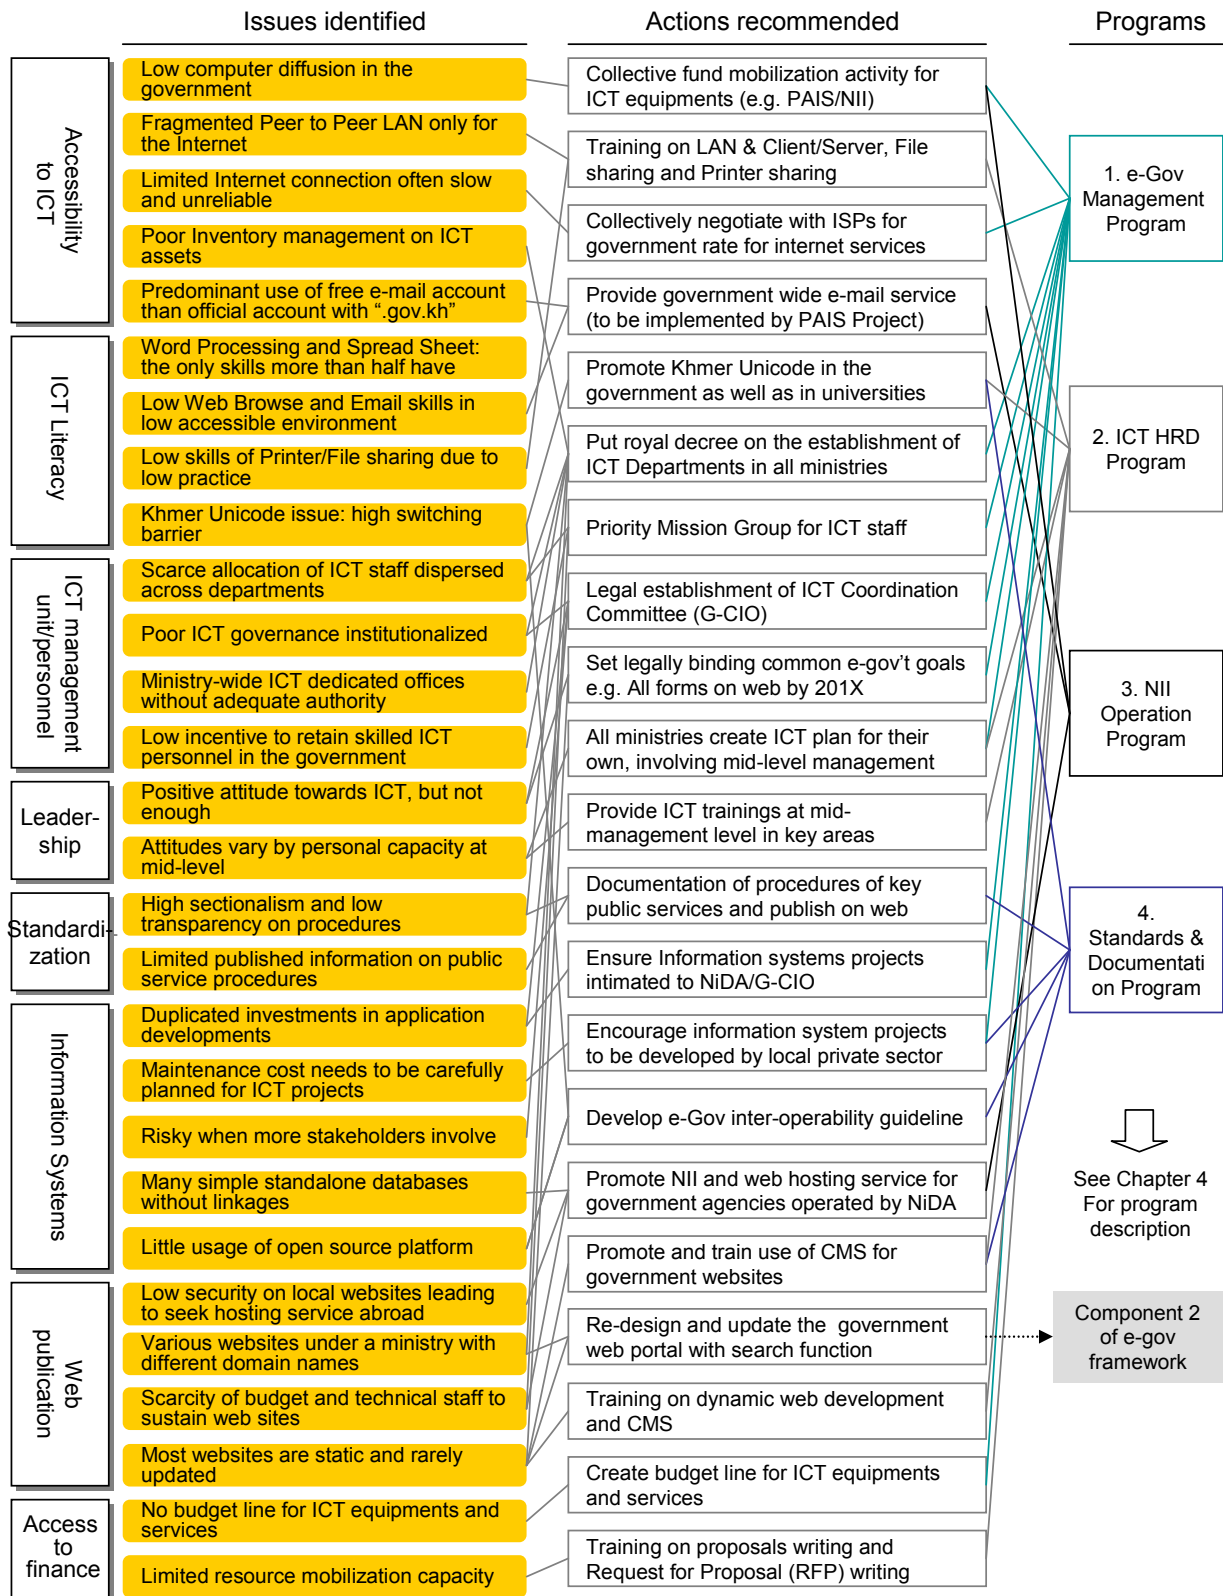 Issues identified
Actions recommended
Programs
Accessibility
to ICT
Low computer diffusion in the
government
Fragmented Peer to Peer LAN only for
the Internet
Limited Internet connection often slow
and unreliable
Poor Inventory management on ICT
assets
Predominant use of free e-mail account
than official account with “.gov.kh”
ICT Literacy
Word Processing and Spread Sheet:
the only skills more than half have
Low Web Browse and Email skills in
low accessible environment
Low skills of Printer/File sharing due to
low practice
Khmer Unicode issue: high switching
barrier
ICT management
unit/personnel
Scarce allocation of ICT staff dispersed
across departments
Poor ICT governance institutionalized
Ministry-wide ICT dedicated offices
without adequate authority
Low incentive to retain skilled ICT
personnel in the government
Leader-
ship
Positive attitude towards ICT, but not
enough
Attitudes vary by personal capacity at
mid-level
Standardi-
zation
High sectionalism and low
transparency on procedures
Limited published information on public
service procedures
Information Systems
Duplicated investments in application
developments
Maintenance cost needs to be carefully
planned for ICT projects
Risky when more stakeholders involve
Many simple standalone databases
without linkages
Little usage of open source platform
Web
publication
Low security on local websites leading
to seek hosting service abroad
Various websites under a ministry with
different domain names
Scarcity of budget and technical staff to
sustain web sites
Most websites are static and rarely
updated
Access
to
finance
No budget line for ICT equipments and
services
Limited resource mobilization capacity
Collective fund mobilization activity for
ICT equipments (e.g. PAIS/NII)
Training on LAN & Client/Server, File
sharing and Printer sharing
Collectively negotiate with ISPs for
government rate for internet services
Provide government wide e-mail service
(to be implemented by PAIS Project)
Promote Khmer Unicode in the
government as well as in universities
Put royal decree on the establishment of
ICT Departments in all ministries
Priority Mission Group for ICT staff
Legal establishment of ICT Coordination
Committee (G-CIO)
Set legally binding common e-gov’t goals
e.g. All forms on web by 201X
All ministries create ICT plan for their
own, involving mid-level management
Provide ICT trainings at mid-
management level in key areas
Documentation of procedures of key
public services and publish on web
Ensure Information systems projects
intimated to NiDA/G-CIO
Encourage information system projects
to be developed by local private sector
Develop e-Gov inter-operability guideline
Promote NII and web hosting service for
government agencies operated by NiDA
Promote and train use of CMS for
government websites
Re-design and update the government
web portal with search function
Training on dynamic web development
and CMS
Create budget line for ICT equipments
and services
Training on proposals writing and
Request for Proposal (RFP) writing
1. e-Gov
Management
Program
2. ICT HRD
Program
3. NII
Operation
Program
4.
Standards &
Documentati
on Program
See Chapter 4
For program
description
Component 2
of e-gov
framework